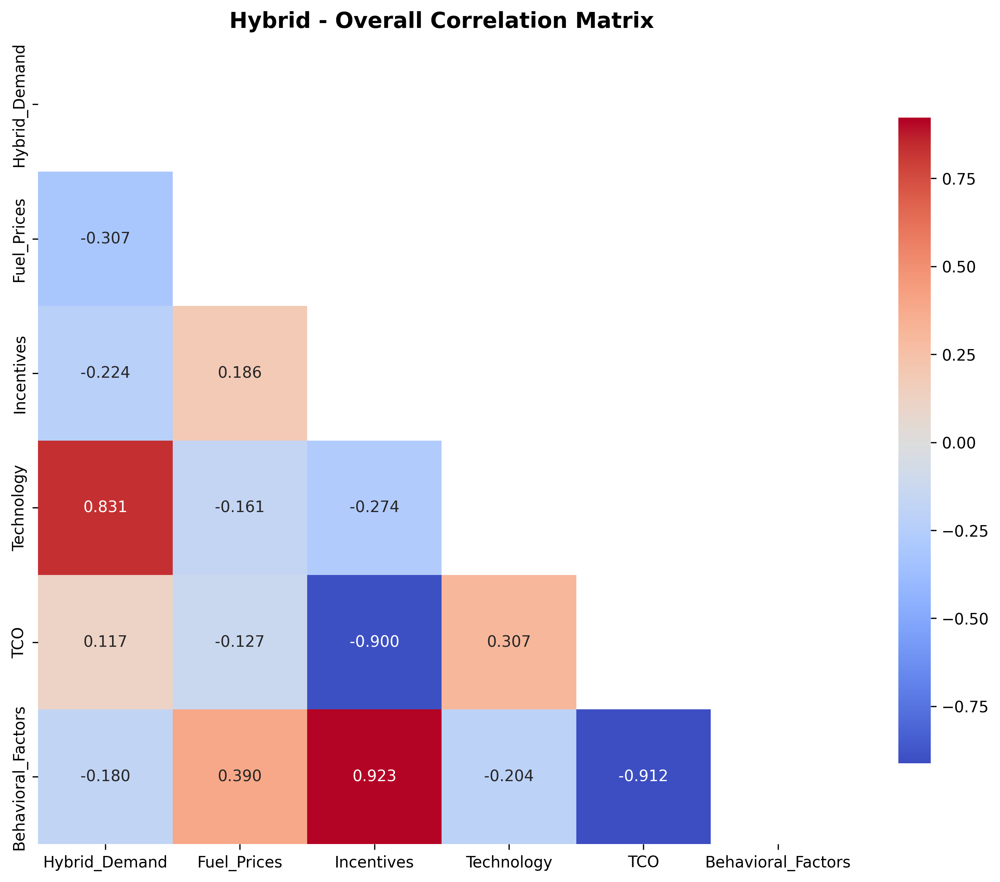 Hybrid - Overall Correlation Matrix
Hybrid_Demand
Fuel_Prices
-0.307
Incentives
-0.224 0.186
Technology
0.831 -0.161 -0.274
TCO
0.117 -0.127 -0.900 0.307
Behavioral_Factors
-0.180 0.390 0.923 -0.204 -0.912
Hybrid_Demand Fuel_Prices Incentives Technology TCO Behavioral_Factors
0.75
0.50
0.25
0.00
−0.25
−0.50
−0.75